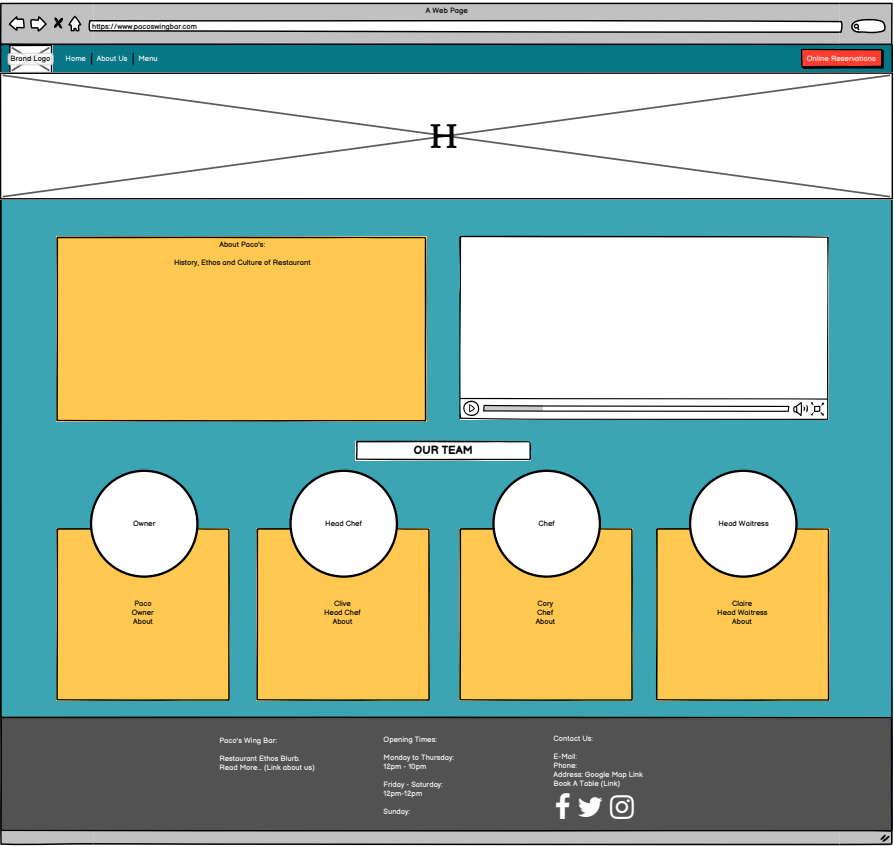 A Web Page
https://www.pacoswingbar.com
Brand Logo
Home
About Us
Menu
Online Reservations
H
About Paco's:
History, Ethos and Culture of Restaurant
OUR TEAM
Owner
Head Chef
Chef
Head Waitress
Paco
Owner
About
Clive
Head Chef
About
Cory
Chef
About
Claire
Head Waitress
About
Paco's Wing Bar:
Restaurant Ethos Blurb.
Read More... (Link about us)
Opening Times:
Monday to Thursday:
12pm - 10pm
Friday - Saturday:
12pm-12pm
Sunday:
Contact Us:
E-Mail:
Phone:
Address: Google Map Link
Book A Table (Link)